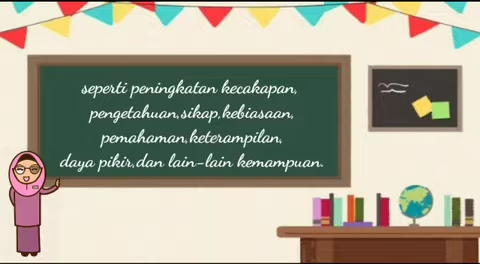 seperti peningkatan kecakapan,
pengetahuan,sikap,kebiasaan,
pemahaman,keterampilan,
daya pikir,dan lain-lain kemampuan.